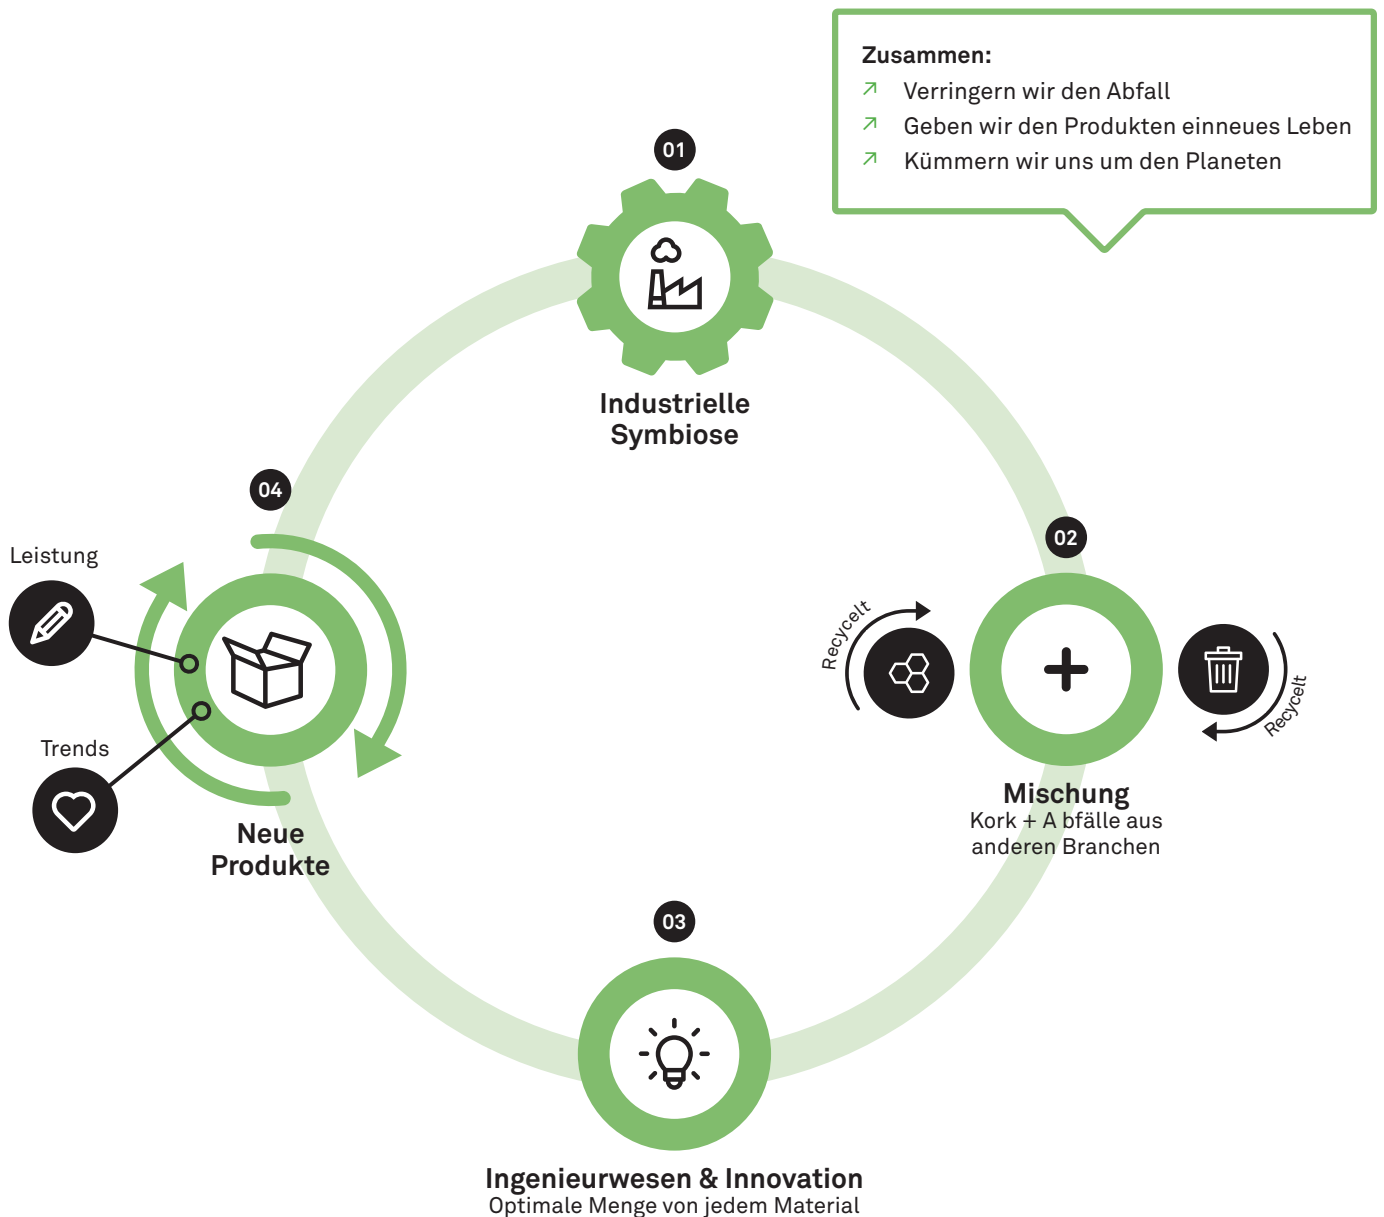 Zusammen:
Verringern wir den Abfall
Geben wir den Produkten einneues Leben
Kümmern wir uns um den Planeten
01
Industrielle
Symbiose
02
Recycelt
Recycelt
Mischung
Kork + A bfälle aus
anderen Branchen
03
Ingenieurwesen & Innovation
Optimale Menge von jedem Material
04
Leistung
Trends
Neue
Produkte